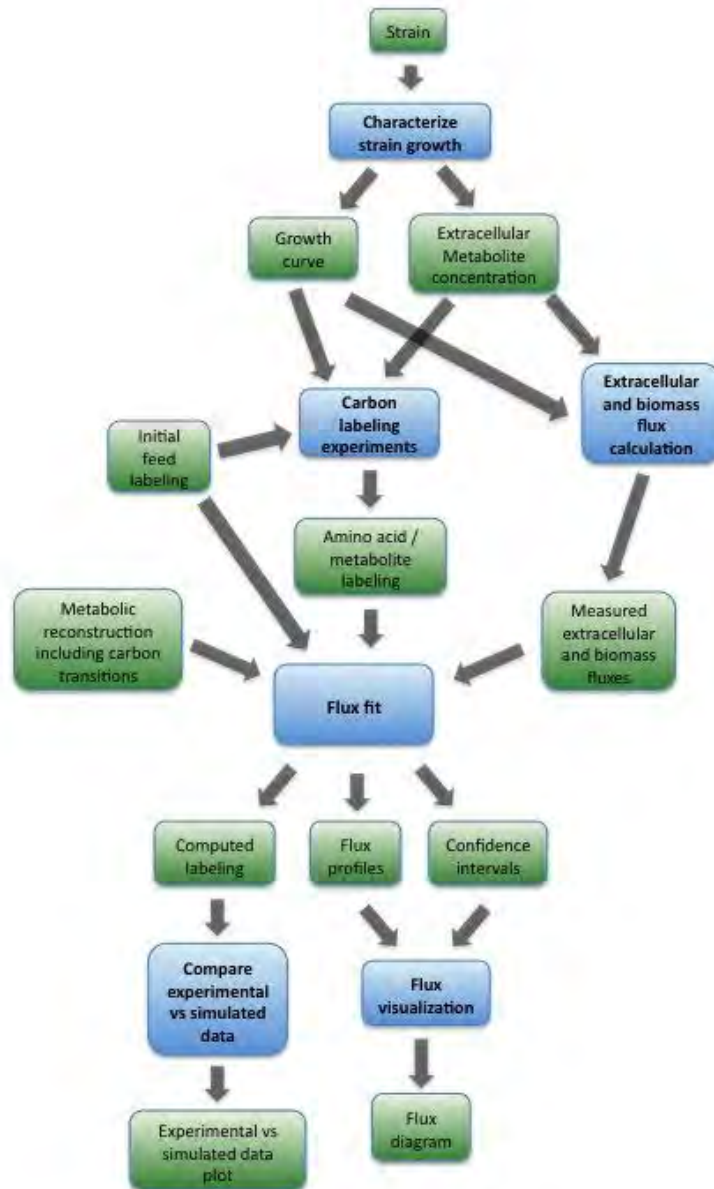 Strain
Characterize
strain growth
Growth
curve
Extracellular
Metabolite
concentration
Carbon
labeling
experiments
Extracellular
and biomass
flux
calculation
Initial
feed
labeling
Amino acid /
metabolite
labeling
Metabolic
reconstruction
including carbon
transitions
Measured
extracellular
and biomass
fluxes
Flux fit
Computed
labeling
Flux
profiles
Confidence
intervals
Compare
experimental
vs simulated
data
Flux
visualization
Experimental vs
simulated data
plot
Flux
diagram